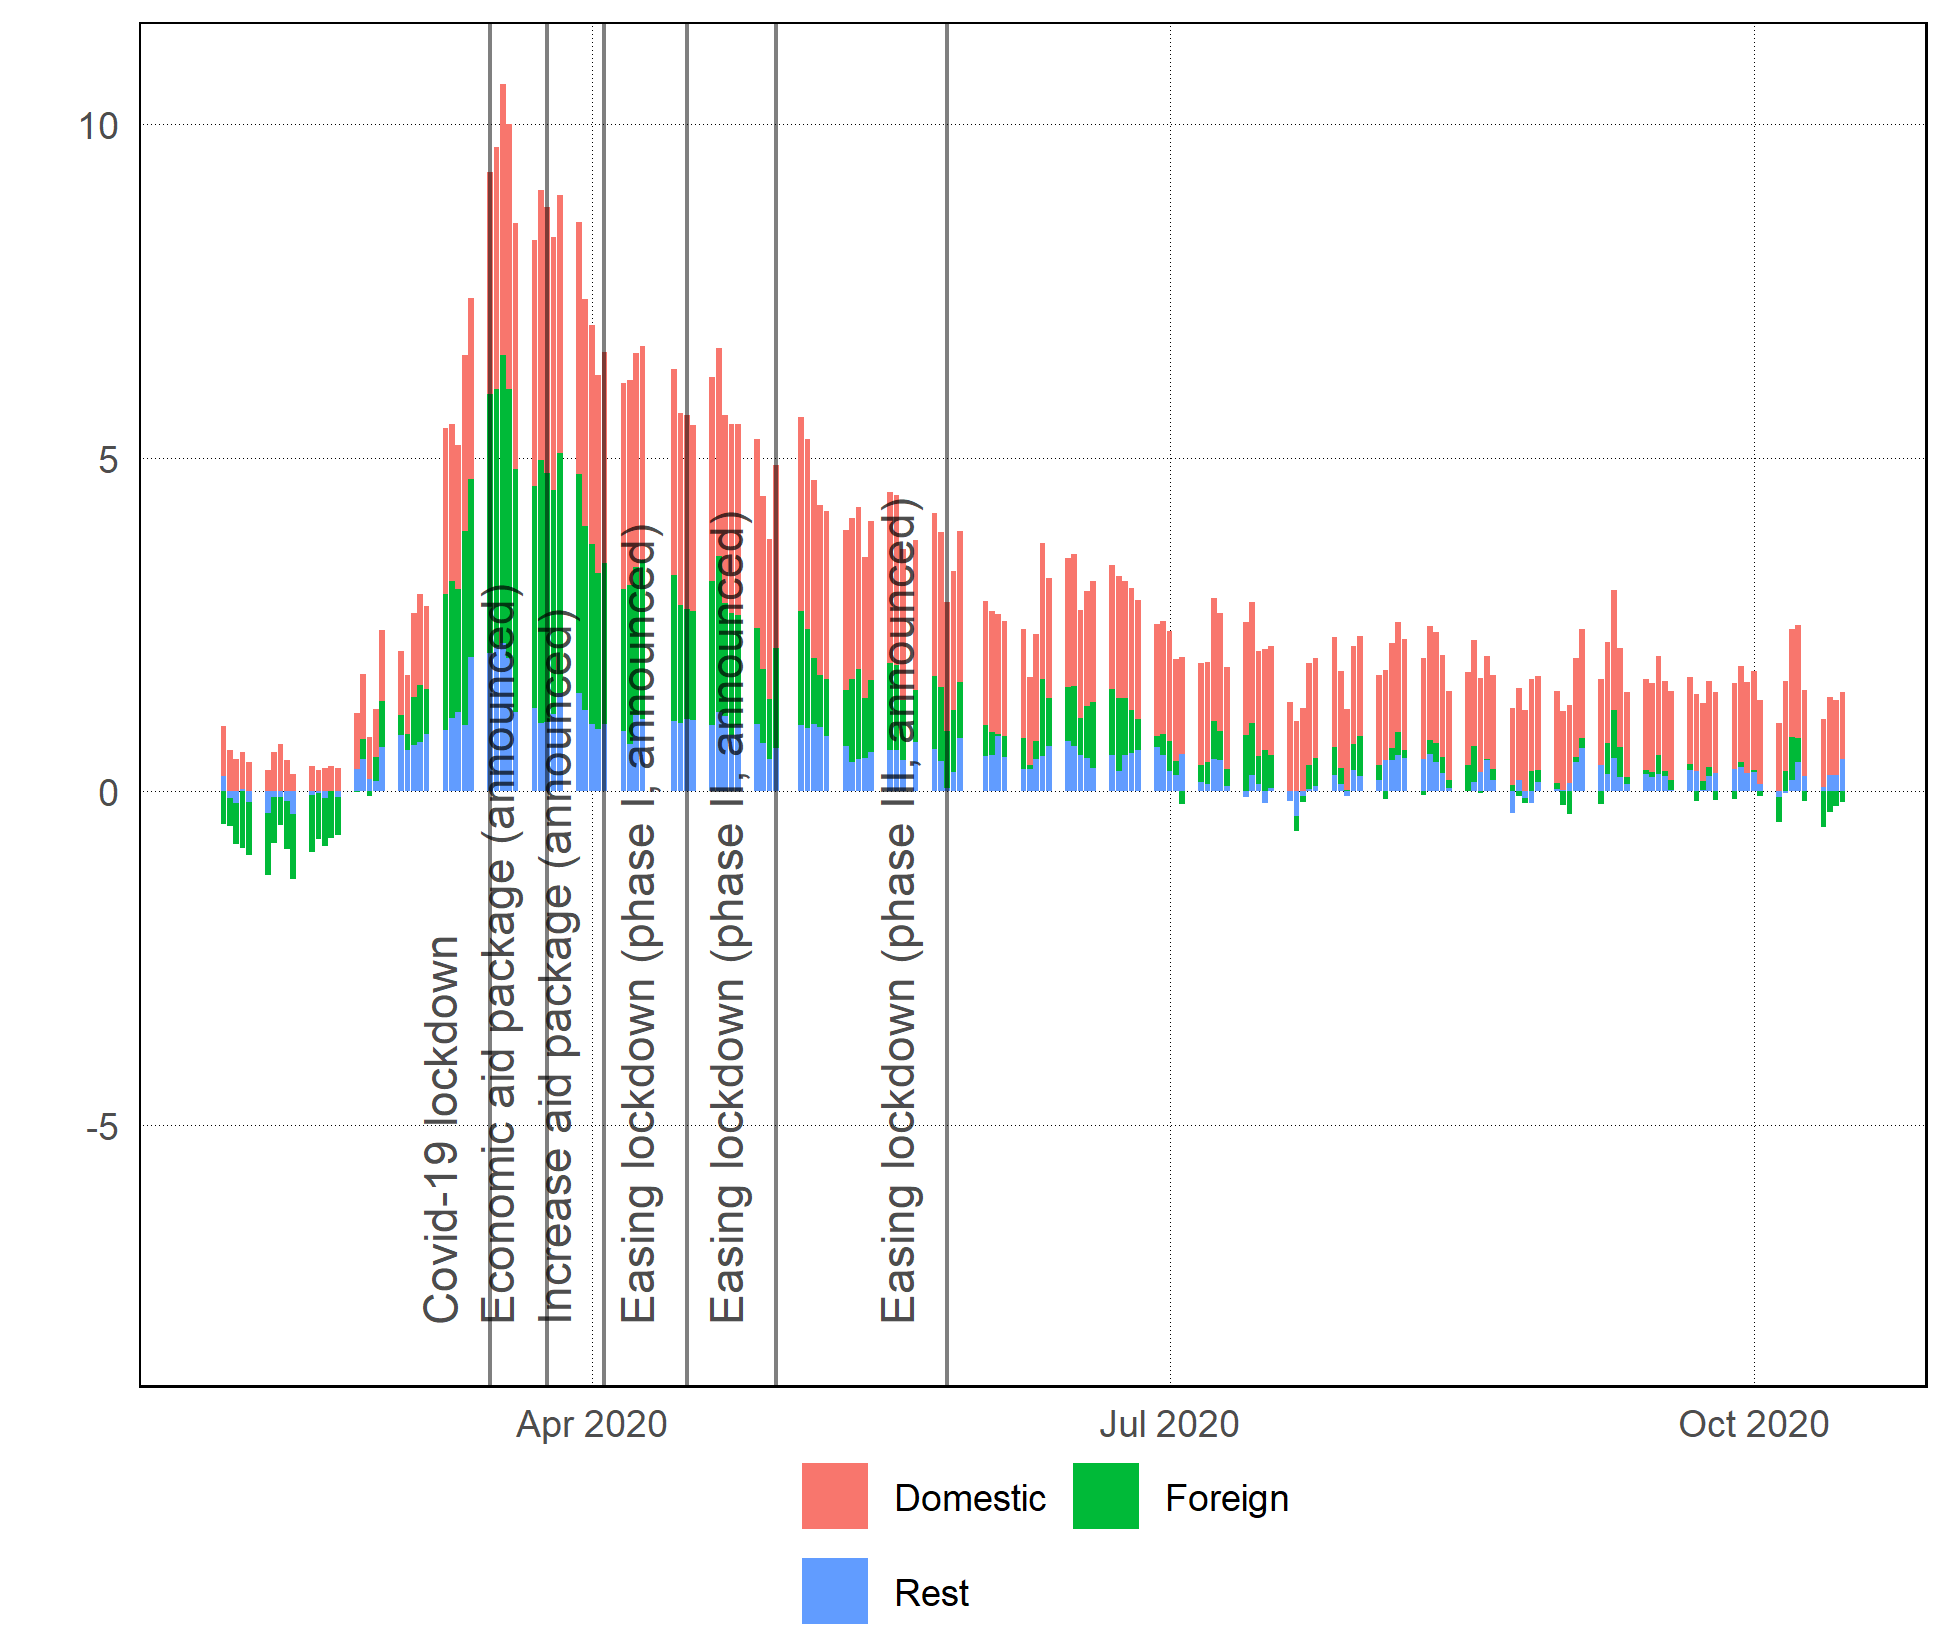 10
5
0
-5
Covid-19 lockdown
Economic aid package (announced)
Increase aid package (announced)
Easing lockdown (phase I, announced)
Easing lockdown (phase II, announced)
Easing lockdown (phase III, announced)
Apr 2020
Jul 2020
Oct 2020
Domestic
Foreign
Rest